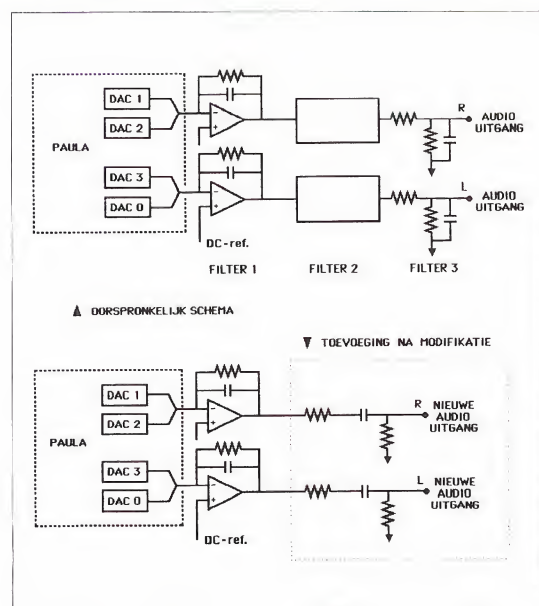 DAC 1
DAC 2
PAULA
DAC 3
DAC 0
DC-ref.
R
AUDIO
UITGANG
L
AUDIO
UITGANG
FILTER 1
FILTER 2
FILTER 3
▲ OORSPRONKELIJK SCHEMA
▼ TOEVOEGING NA MODIFIKATIE
DAC 1
DAC 2
PAULA
DAC 3
DAC 0
DC-ref.
R
NIEUWE
AUDIO
UITGANG
L
NIEUWE
AUDIO
UITGANG